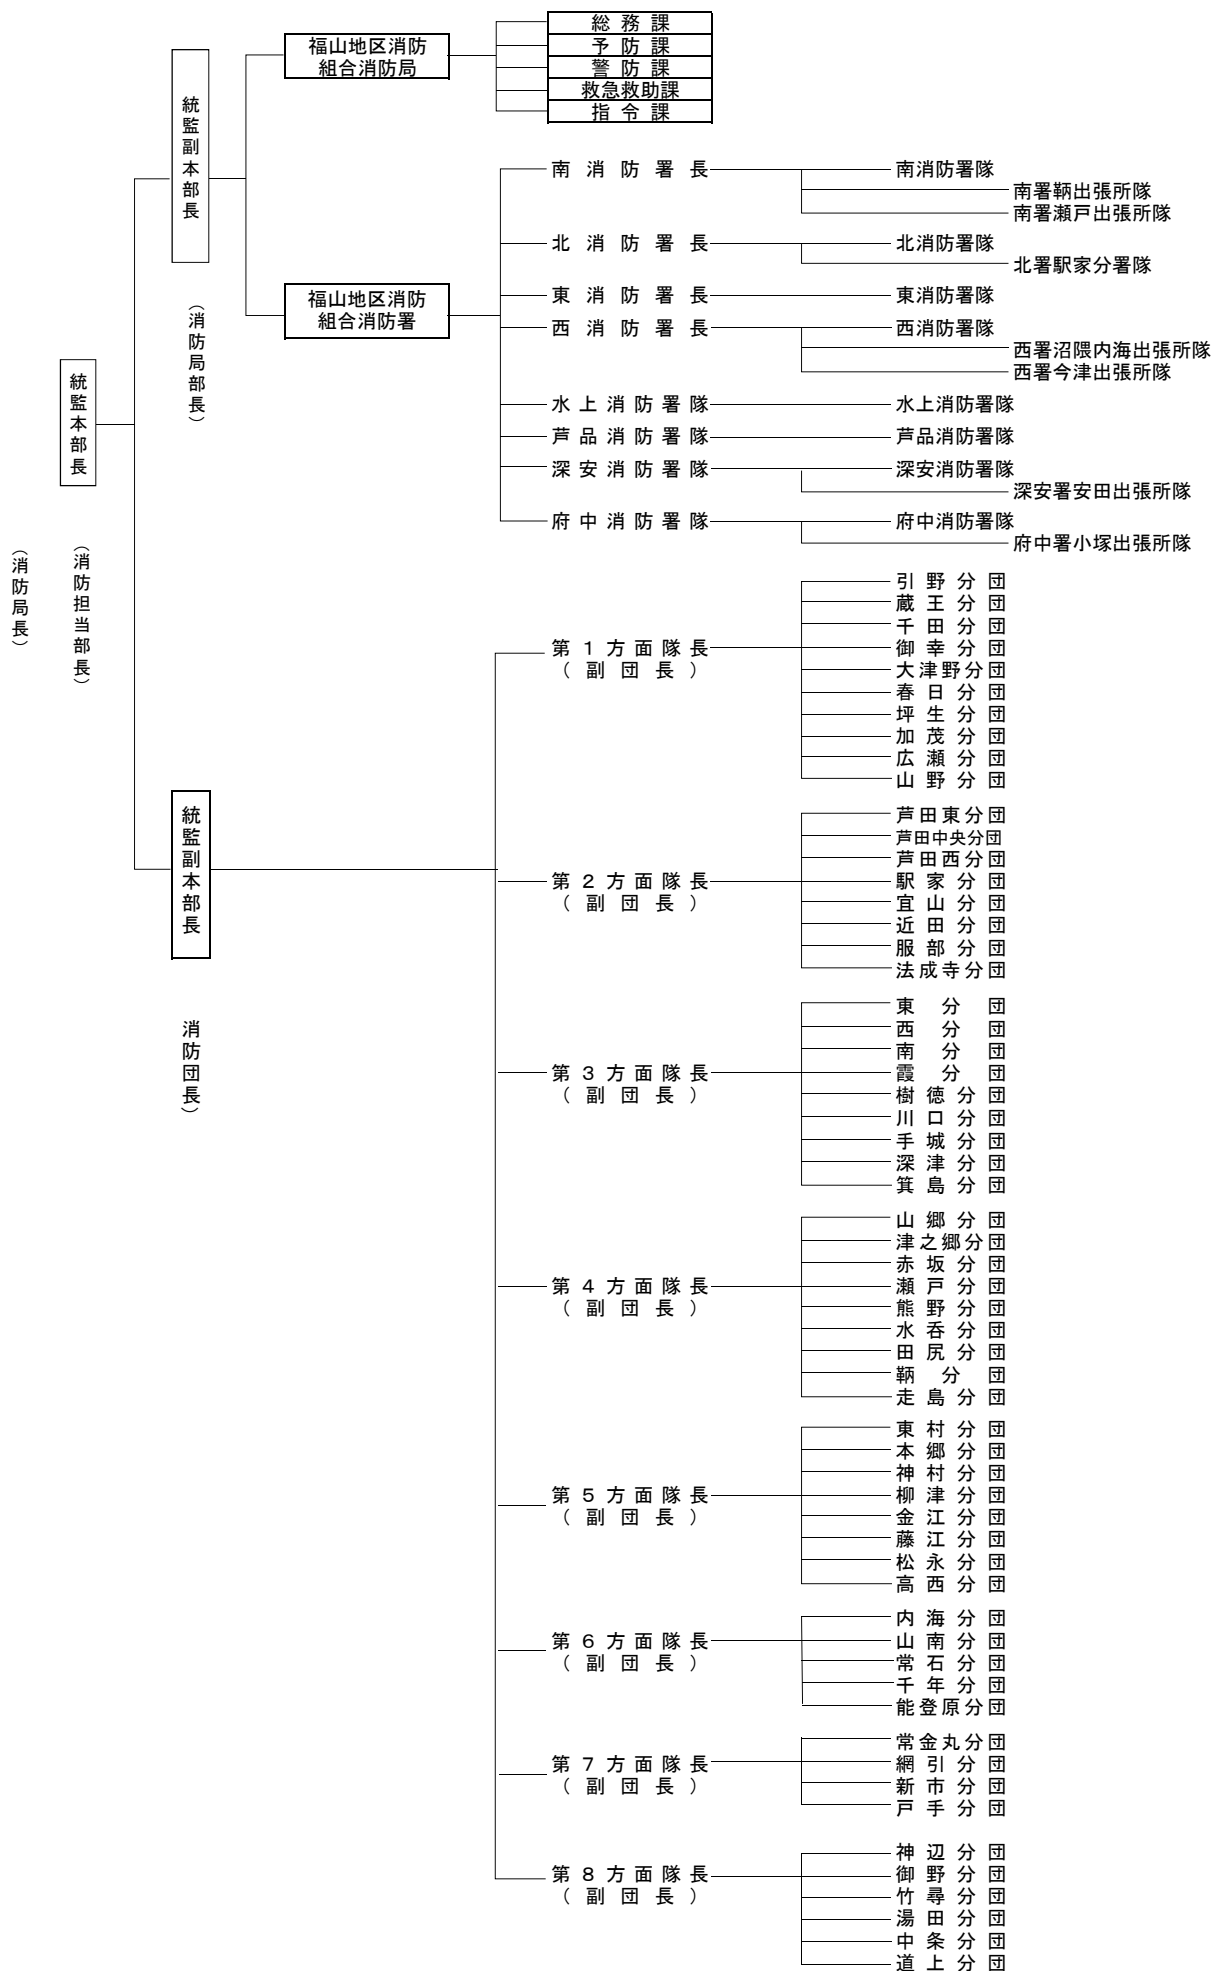 総務課
予防課
警防課
救急救助課
指令課
福山地区消防
組合消防局
統監副本部長
（消防局部長）
福山地区消防
組合消防署
南消防署長
南消防署隊
南署鞆出張所隊
南署瀬戸出張所隊
北消防署長
北消防署隊
北署駅家分署隊
東消防署長
東消防署隊
西消防署長
西消防署隊
西署沼隈内海出張所隊
西署今津出張所隊
水上消防署隊
水上消防署隊
芦品消防署隊
芦品消防署隊
深安消防署隊
深安消防署隊
深安署安田出張所隊
府中消防署隊
府中消防署隊
府中署小塚出張所隊
統監本部長
（消防担当部長）
（消防局長）
統監副本部長
消防団長）
第1方面隊長
（副団長）
引野分団
蔵王分団
千田分団
御幸分団
大津野分団
春日分団
坪生分団
加茂分団
広瀬分団
山野分団
第2方面隊長
（副団長）
芦田東分団
芦田中央分団
芦田西分団
駅家分団
宜山分団
近田分団
服部分団
法成寺分団
第3方面隊長
（副団長）
東分団
西分団
南分団
霞分団
樹徳分団
川口分団
手城分団
深津分団
箕島分団
第4方面隊長
（副団長）
山郷分団
津之郷分団
赤坂分団
瀬戸分団
熊野分団
水呑分団
田尻分団
鞆分団
走島分団
第5方面隊長
（副団長）
東村分団
本郷分団
神村分団
柳津分団
金江分団
藤江分団
松永分団
高西分団
第6方面隊長
（副団長）
内海分団
山南分団
常石分団
千年分団
能登原分団
第7方面隊長
（副団長）
常金丸分団
網引分団
新市分団
戸手分団
第8方面隊長
（副団長）
神辺分団
御野分団
竹尋分団
湯田分団
中条分団
道上分団